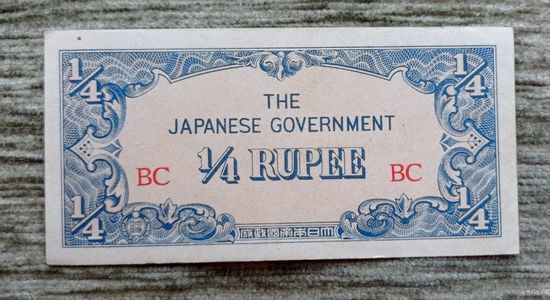 1/4 1/4
THE
JAPANESE GOVERNMENT
BC 1/4 RUPEE BC
1/4 1/4
府政國帝本日大